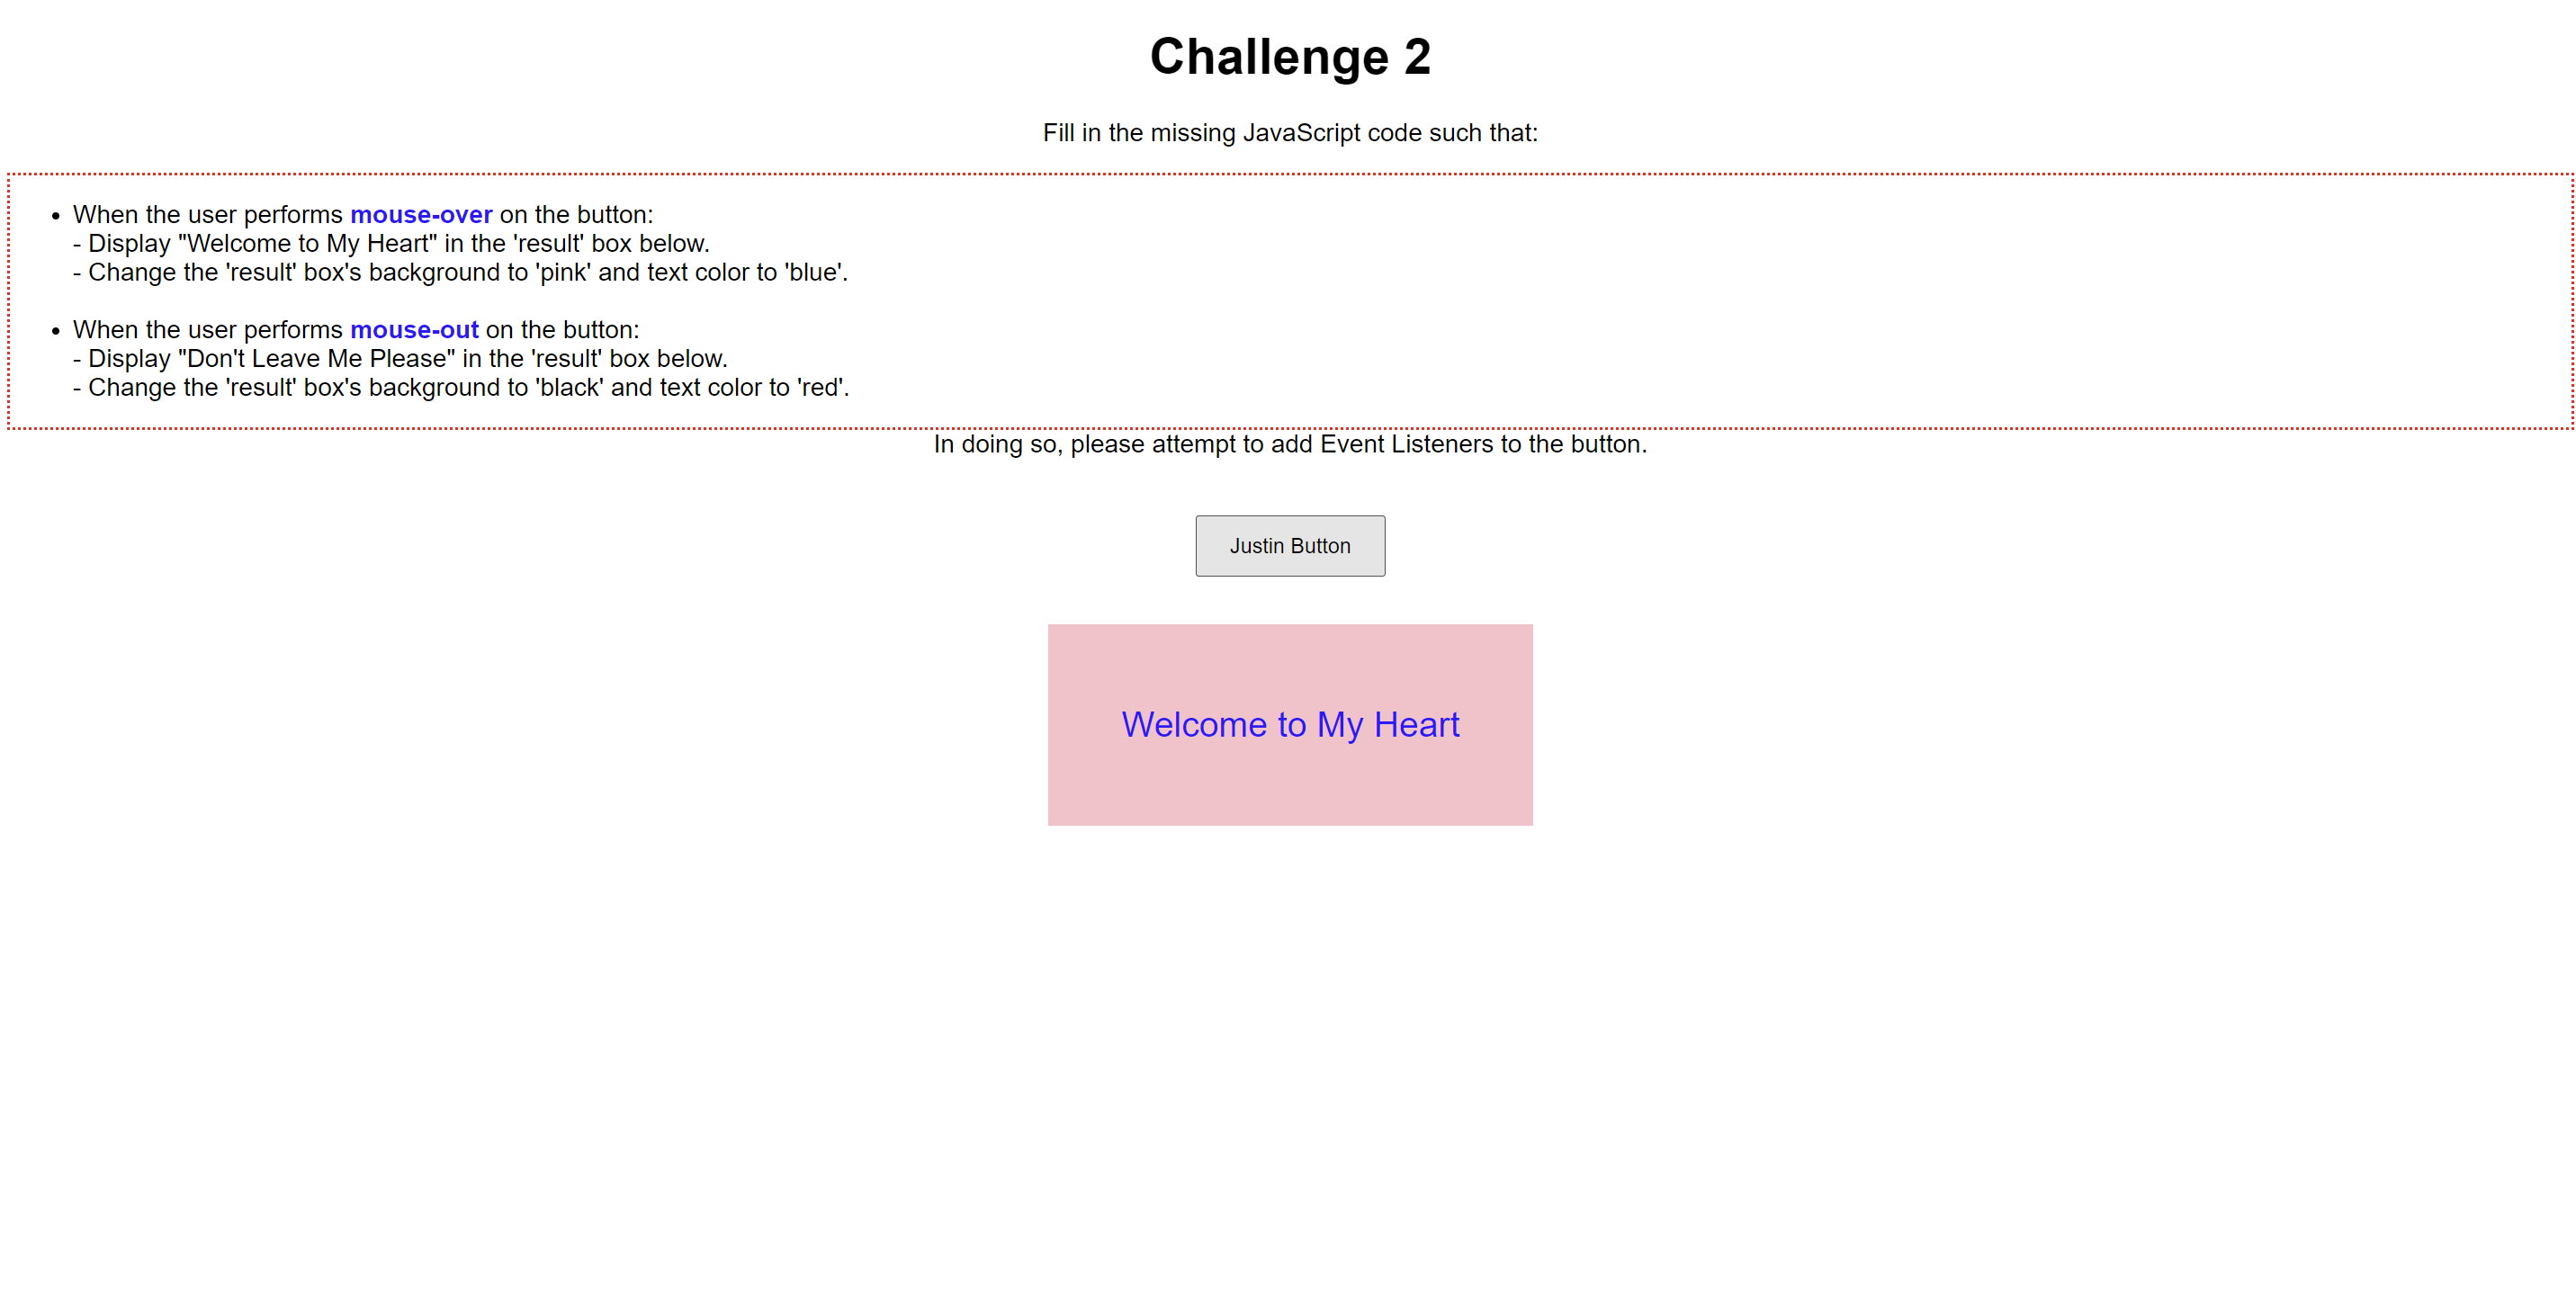 Challenge 2
Fill in the missing JavaScript code such that:
• When the user performs mouse-over on the button:
- Display "Welcome to My Heart" in the 'result' box below.
- Change the 'result' box's background to 'pink' and text color to 'blue'.
• When the user performs mouse-out on the button:
- Display "Don't Leave Me Please" in the 'result' box below.
- Change the 'result' box's background to 'black' and text color to 'red'.
In doing so, please attempt to add Event Listeners to the button.
Justin Button
Welcome to My Heart